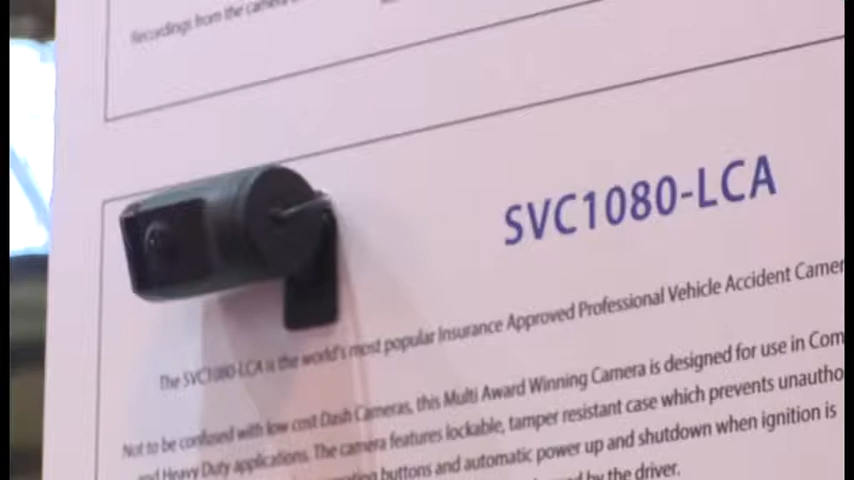 Recordings from the camera
SVC1080-LCA
The SVC1080-LCA is the world's most popular Insurance Approved Professional Vehicle Accident Camer
Not to be confused with low cost Dash Cameras, this Multi Award Winning Camera is designed for use in Com
and Heavy Duty applications. The camera features lockable, tamper resistant case which prevents unautho
buttons and automatic power up and shutdown when ignition is
by the driver.